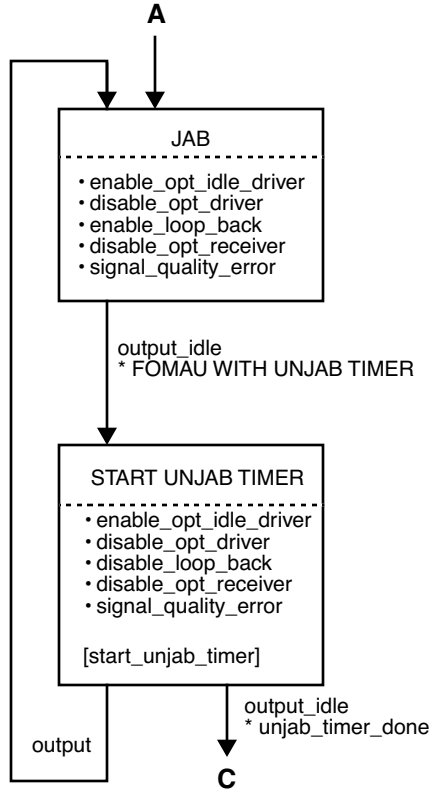 A
JAB
• enable_opt_idle_driver
• disable_opt_driver
• enable_loop_back
• disable_opt_receiver
• signal_quality_error
output_idle
* FOMAU WITH UNJAB TIMER
START UNJAB TIMER
• enable_opt_idle_driver
• disable_opt_driver
• disable_loop_back
• disable_opt_receiver
• signal_quality_error
[start_unjab_timer]
output_idle
* unjab_timer_done
output
C